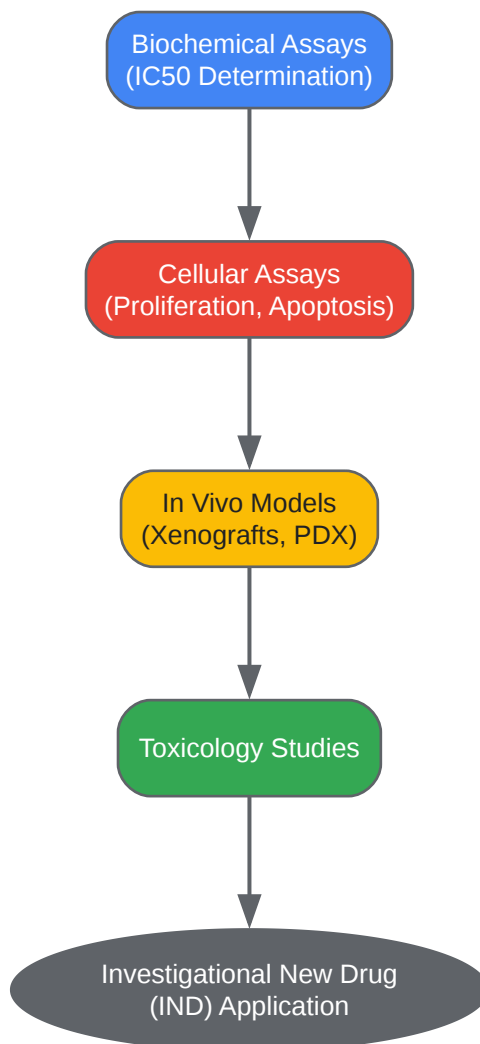 Biochemical Assays
(IC50 Determination)
Cellular Assays
(Proliferation, Apoptosis)
In Vivo Models
(Xenografts, PDX)
Toxicology Studies
Investigational New Drug
(IND) Application